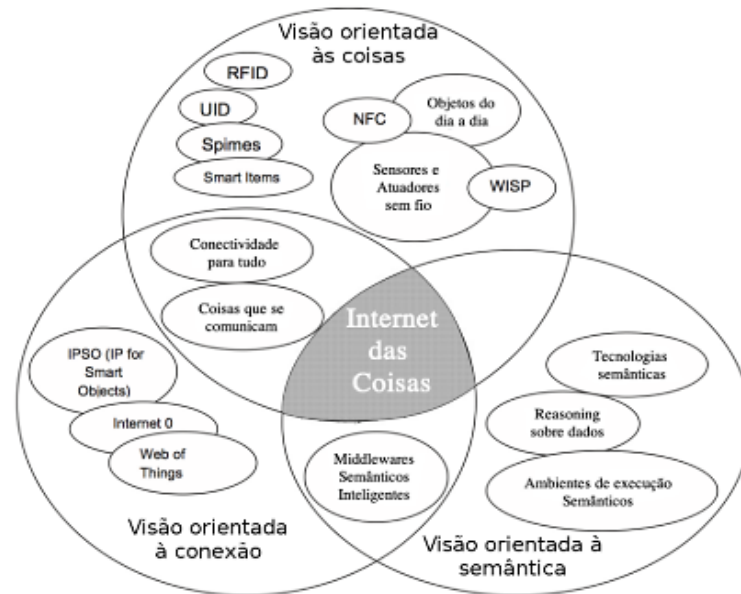 Visão orientada
às coisas
RFID
UID
Spimes
Smart Items
NFC
Objetos do
dia a dia
Sensores e
Atuadores
sem fio
WISP
Conectividade
para tudo
Coisas que se
comunicam
Internet
das
Coisas
IPSO (IP for
Smart
Objects)
Internet 0
Web of
Things
Visão orientada
à conexão
Middlewares
Semânticos
Inteligentes
Tecnologias
semânticas
Reasoning
sobre dados
Ambientes de execução
Semânticos
Visão orientada à
semântica